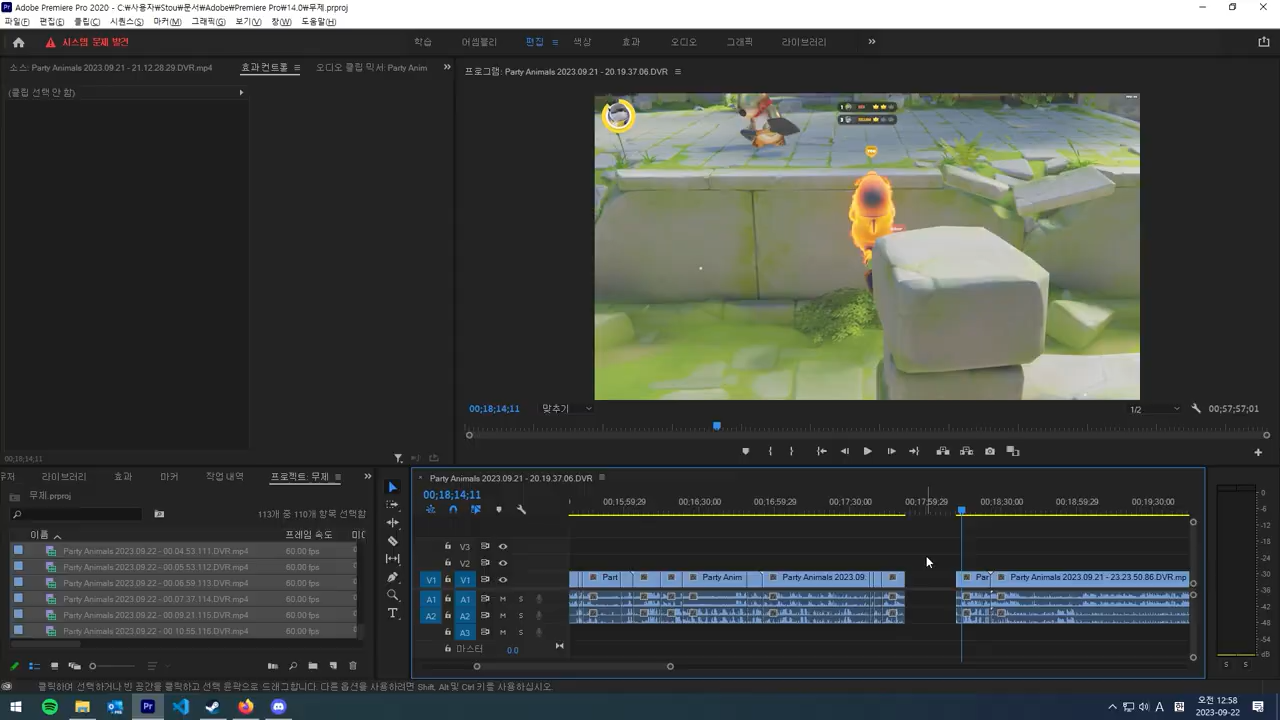 Adobe Premiere Pro 2020 - C:₩사용자₩Stou₩문서₩Adobe₩Premiere Pro₩14.0₩무제.prproj
파일(F) 편집(E) 클립(C) 시퀀스(S) 마커(M) 그래픽(G) 보기(V) 창(W) 도움말(H)
시스템 문제 발견 학습 어셈블리 편집 색상 효과 오디오 그래픽 라이브러리
소스: Party Animals 2023.09.21 - 21.12.28.29.DVR.mp4 효과 컨트롤 오디오 클립 믹서: Party Anim
프로그램: Party Animals 2023.09.21 - 20.19.37.06.DVR
(클립 선택 안 함)
00;18;14;11 맞추기 1/2 00;57;57;01
00;18;14;11
라이브러리 효과 마커 작업 내역 프로젝트: 무제
무제.prproj
113개 중 110개 항목 선택함
이름 프레임 속도
Party Animals 2023.09.22 - 00.04.53.111.DVR.mp4 60.00 fps
Party Animals 2023.09.22 - 00.05.53.112.DVR.mp4 60.00 fps
Party Animals 2023.09.22 - 00.06.59.113.DVR.mp4 60.00 fps
Party Animals 2023.09.22 - 00.07.37.114.DVR.mp4 60.00 fps
Party Animals 2023.09.22 - 00.09.21.115.DVR.mp4 60.00 fps
Party Animals 2023.09.22 - 00.10.55.116.DVR.mp4 60.00 fps
Party Animals 2023.09.21 - 20.19.37.06.DVR
00;18;14;11
00;15;59;29 00;16;30;00 00;16;59;29 00;17;30;00 00;17;59;29 00;18;30;00 00;18;59;29 00;19;30;00
V3
V2
V1 V1 Part Party Anim Party Animals 2023.09 Par Party Animals 2023.09.21 - 23.23.50.86.DVR.mp
A1 A1 M S
A2 A2 M S
A3 M S
마스터 0.0
0
-6
-12
-18
-24
-30
-36
-42
-48
-54
dB
S S
클릭하여 선택하거나 빈 공간을 클릭하고 선택 윤곽으로 드래그합니다. 다른 옵션을 사용하려면 Shift, Alt 및 Ctrl 키를 사용하십시오.
오전 12:58
2023-09-22